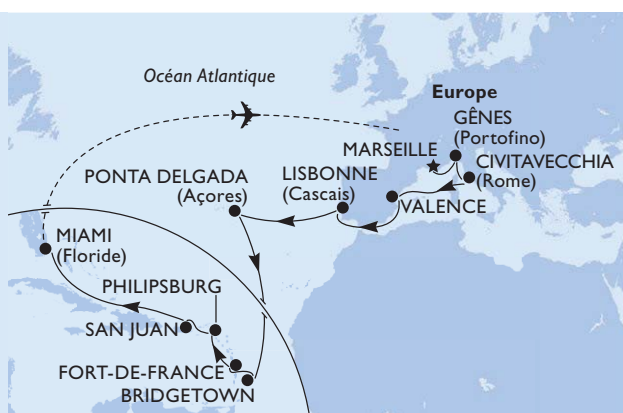 Océan Atlantique
Europe
GÊNES
(Portofino)
MARSEILLE
CIVITAVECCHIA
(Rome)
LISBONNE
(Cascais)
VALENCE
PONTA DELGADA
(Açores)
MIAMI
(Floride)
PHILIPSBURG
SAN JUAN
FORT-DE-FRANCE
BRIDGETOWN